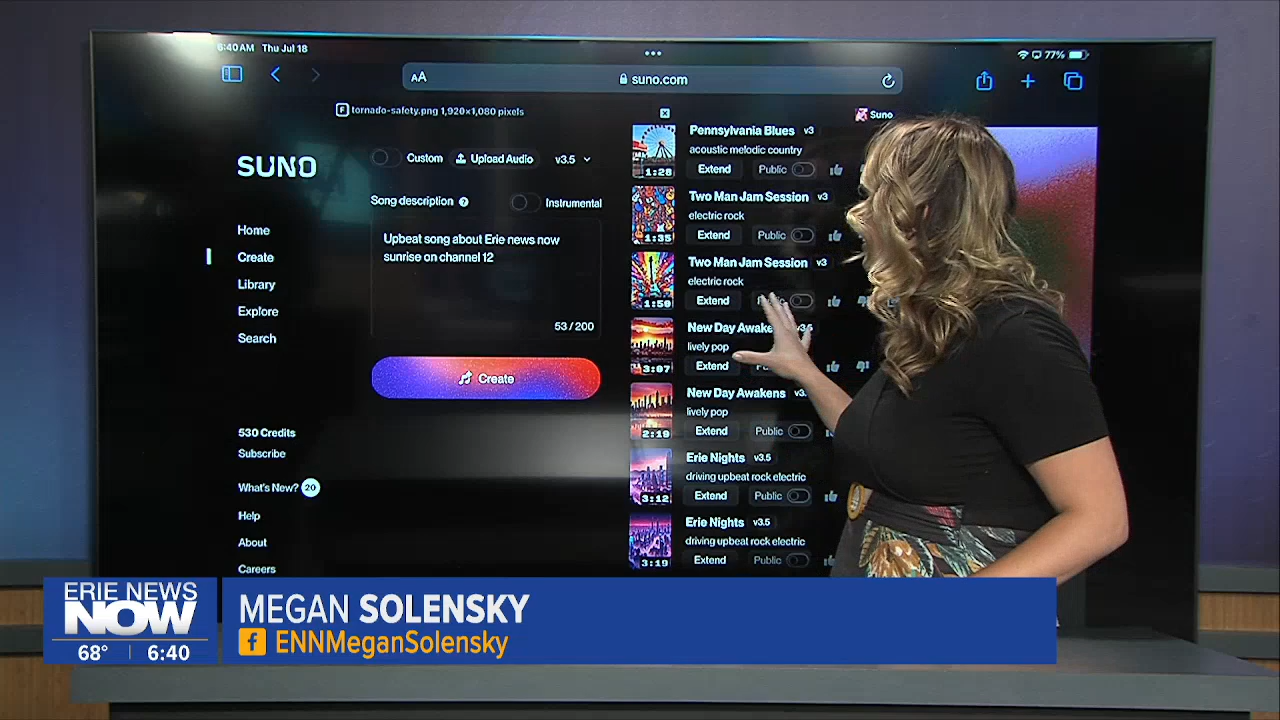 6:40AM Thu Jul 18
77%
AA
suno.com
tornado-safety.png 1,920×1,080 pixels
Suno
SUNO
Custom
Upload Audio
v3.5
Song description
Instrumental
Upbeat song about Erie news now
sunrise on channel 12
53 / 200
Create
Home
Create
Library
Explore
Search
530 Credits
Subscribe
What's New? 20
Help
About
Careers
Pennsylvania Blues v3
acoustic melodic country
1:28
Extend Public
Two Man Jam Session v3
electric rock
1:35
Extend Public
Two Man Jam Session v3
electric rock
1:59
Extend
New Day v3.5
lively pop
3:07
Extend
New Day Awakens
lively pop
2:19
Extend Public
Erie Nights v3.5
driving upbeat rock electric
3:12
Extend Public
Erie Nights v3.5
driving upbeat rock electric
3:19
Extend Public
ERIE NEWS
NOW
68° 6:40
MEGAN SOLENSKY
f ENNMeganSolensky